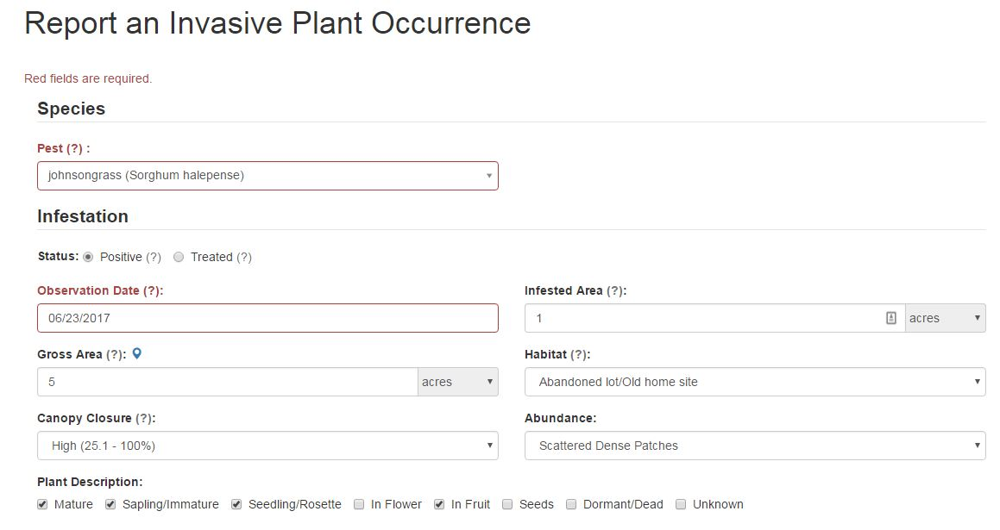 Report an Invasive Plant Occurrence
Red fields are required.
Species
Pest (?) :
johnsongrass (Sorghum halepense)
Infestation
Status: Positive (?) Treated (?)
Observation Date (?): Infested Area (?):
06/23/2017 1 acres
Gross Area (?): Habitat (?):
5 acres Abandoned lot/Old home site
Canopy Closure (?): Abundance:
High (25.1 - 100%) Scattered Dense Patches
Plant Description:
Mature Sapling/Immature Seedling/Rosette In Flower In Fruit Seeds Dormant/Dead Unknown